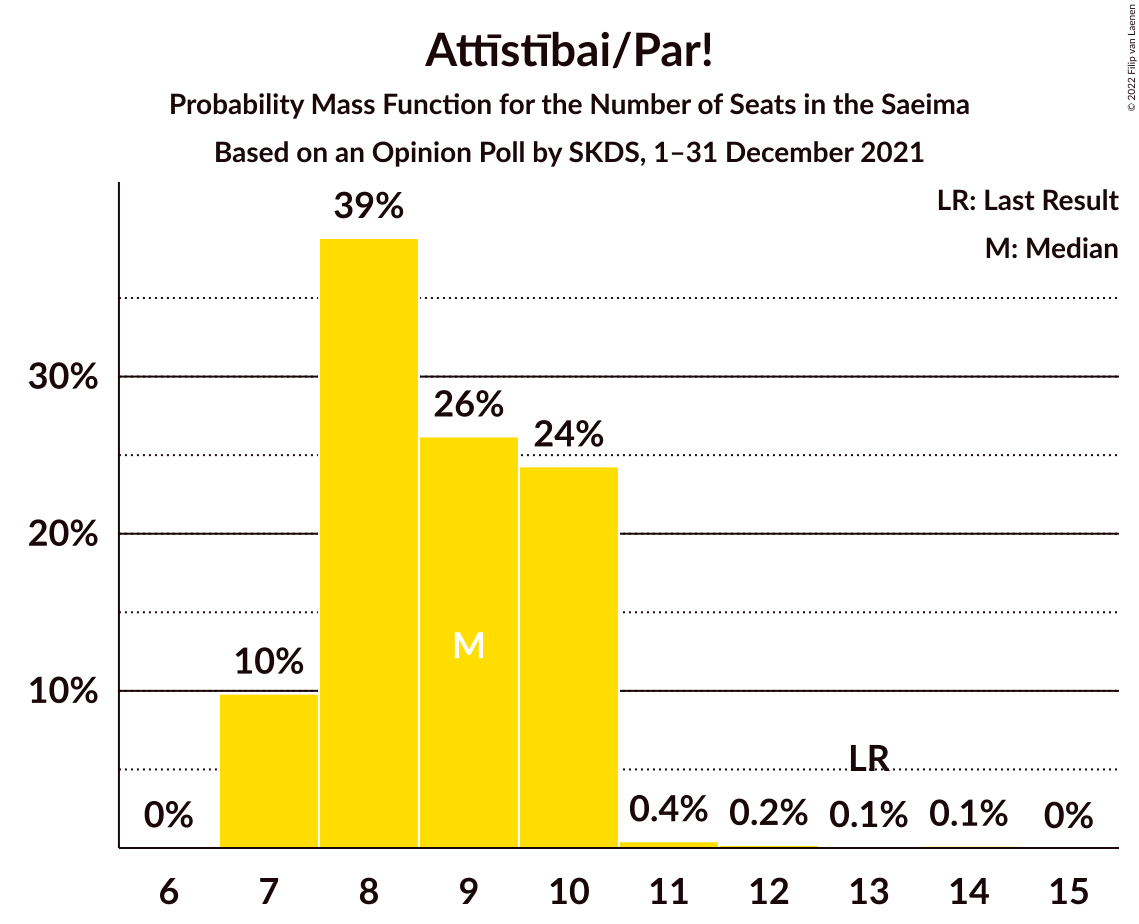 Attīstībai/Par!
Probability Mass Function for the Number of Seats in the Saeima
Based on an Opinion Poll by SKDS, 1–31 December 2021
© 2022 Filip van Laenen
LR: Last Result
M: Median
39%
30%
26%
24%
20%
M
10%
10%
LR
0%
0.4%
0.2%
0.1%
0.1%
0%
6 7 8 9 10 11 12 13 14 15